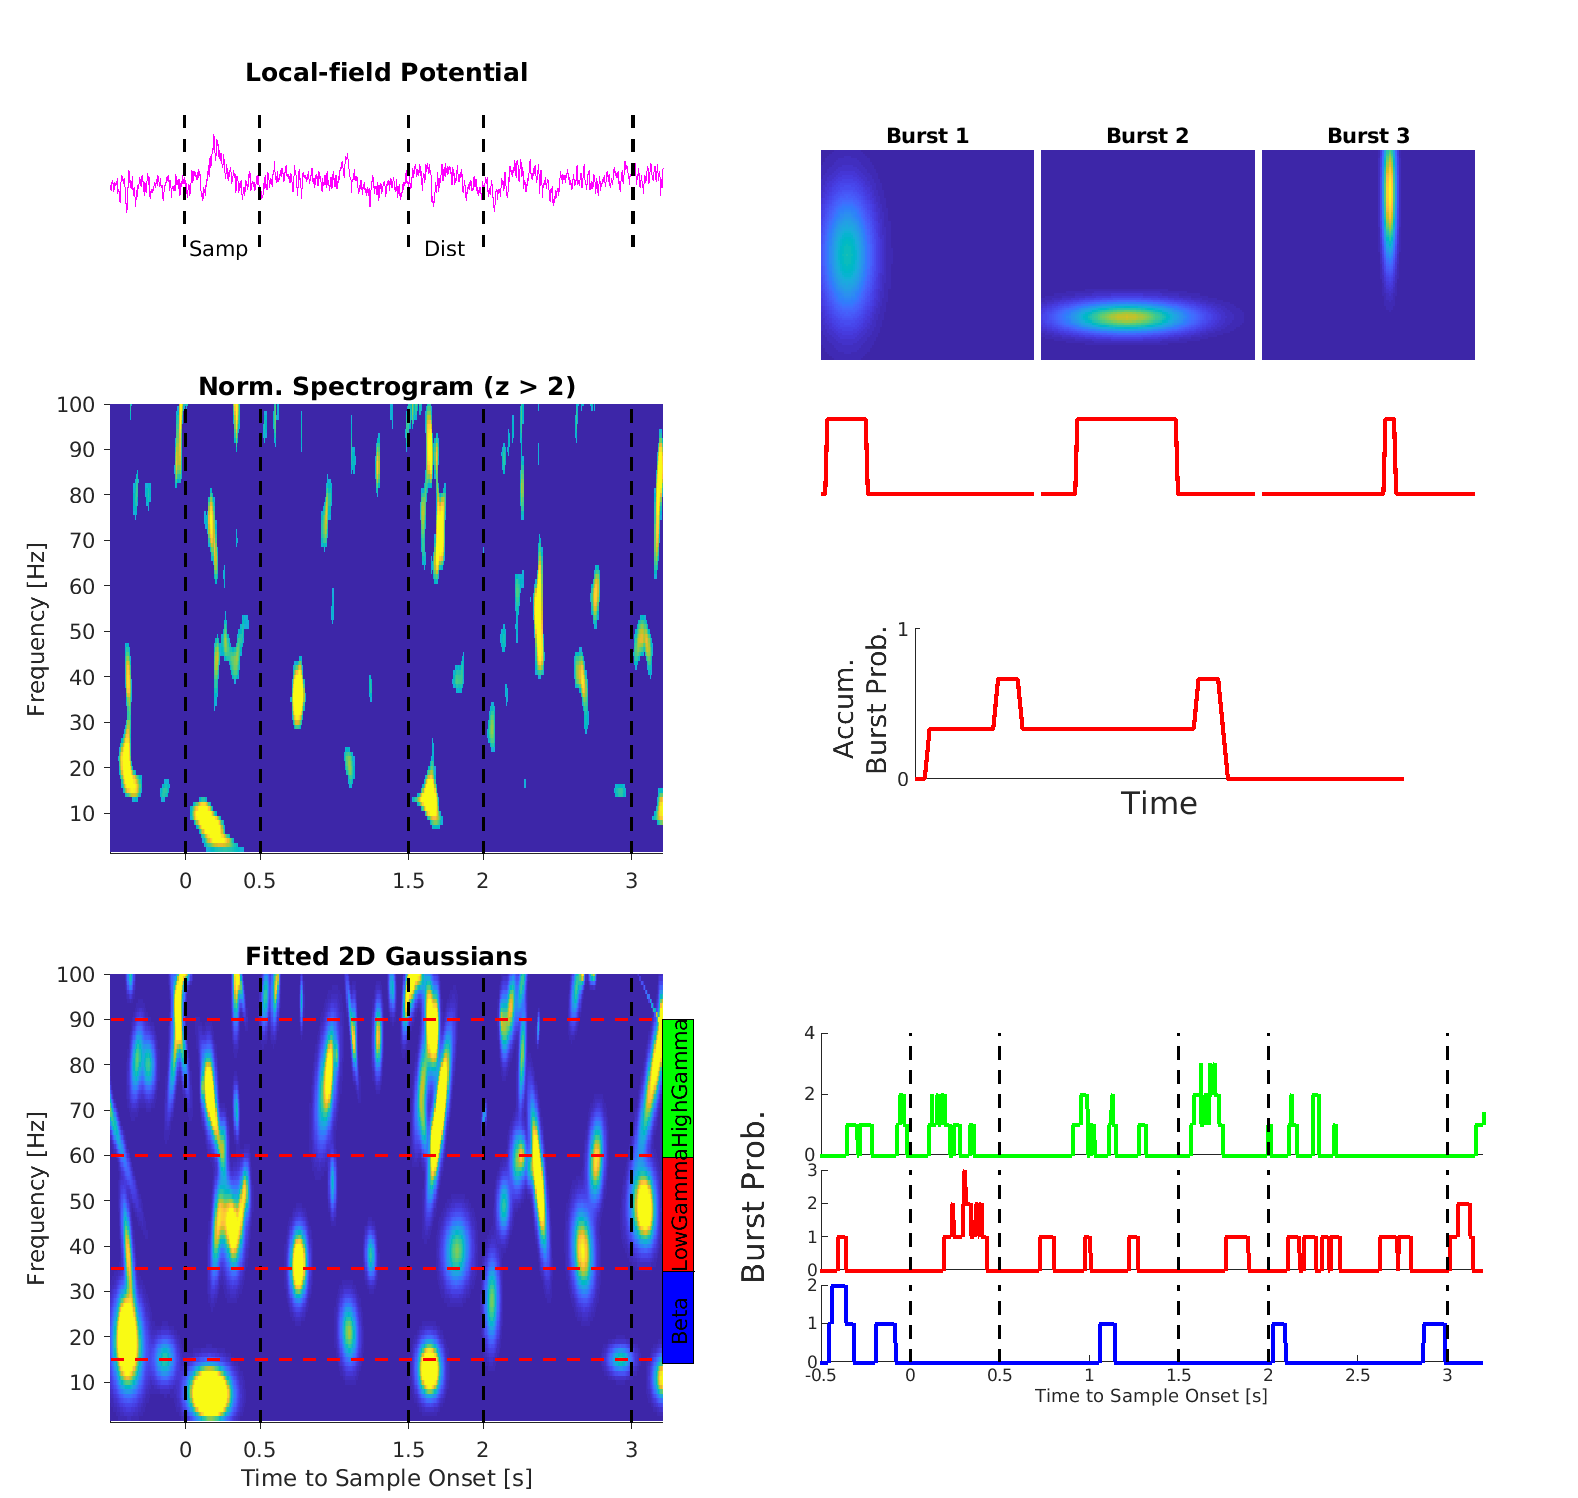 Local-field Potential
Samp
Dist
Norm. Spectrogram (z > 2)
Frequency [Hz]
100
90
80
70
60
50
40
30
20
10
0
0.5
1.5
2
3
Fitted 2D Gaussians
Frequency [Hz]
100
90
80
70
60
50
40
30
20
10
HighGamma
LowGamma
Beta
0
0.5
1.5
2
3
Time to Sample Onset [s]
Burst 1
Burst 2
Burst 3
Accum.
Burst Prob.
1
0
Time
Burst Prob.
4
2
0
3
2
1
0
2
1
0
-0.5
0
0.5
1
1.5
2
2.5
3
Time to Sample Onset [s]